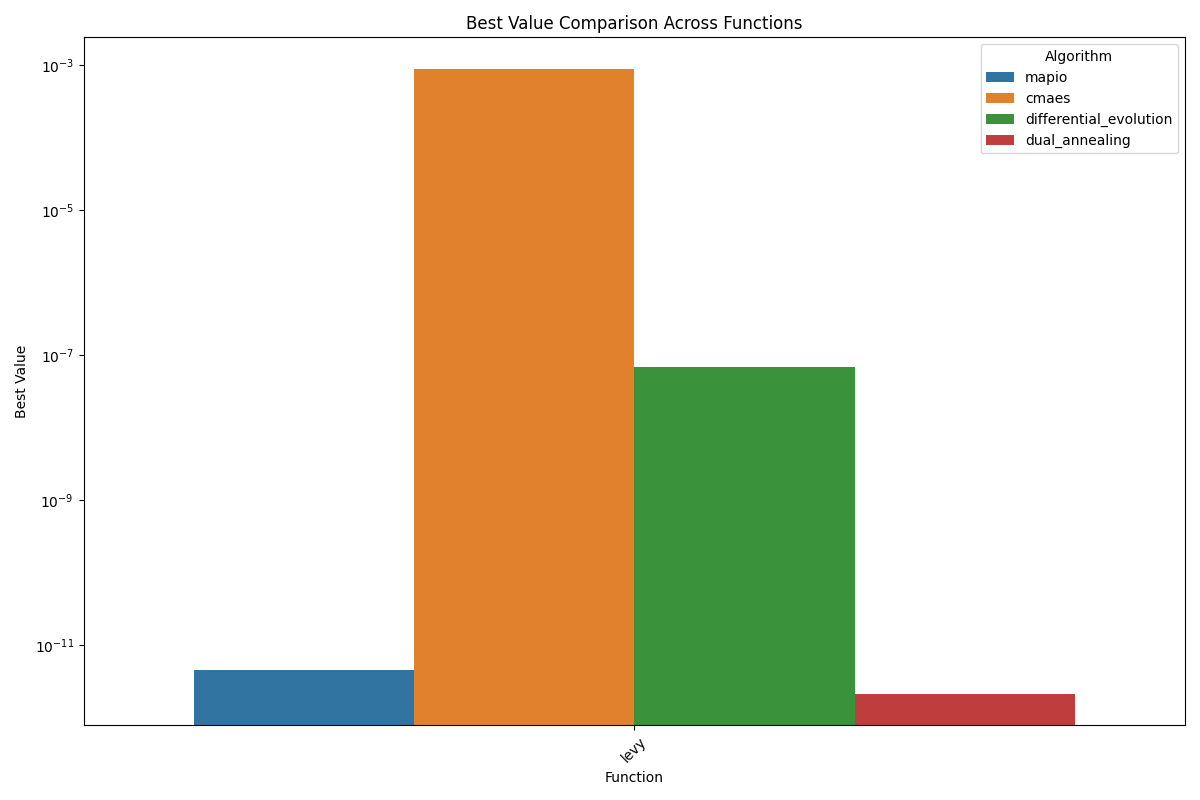 Best Value Comparison Across Functions
Algorithm
mapio
cmaes
differential_evolution
dual_annealing
Best Value
10⁻³
10⁻⁵
10⁻⁷
10⁻⁹
10⁻¹¹
levy
Function